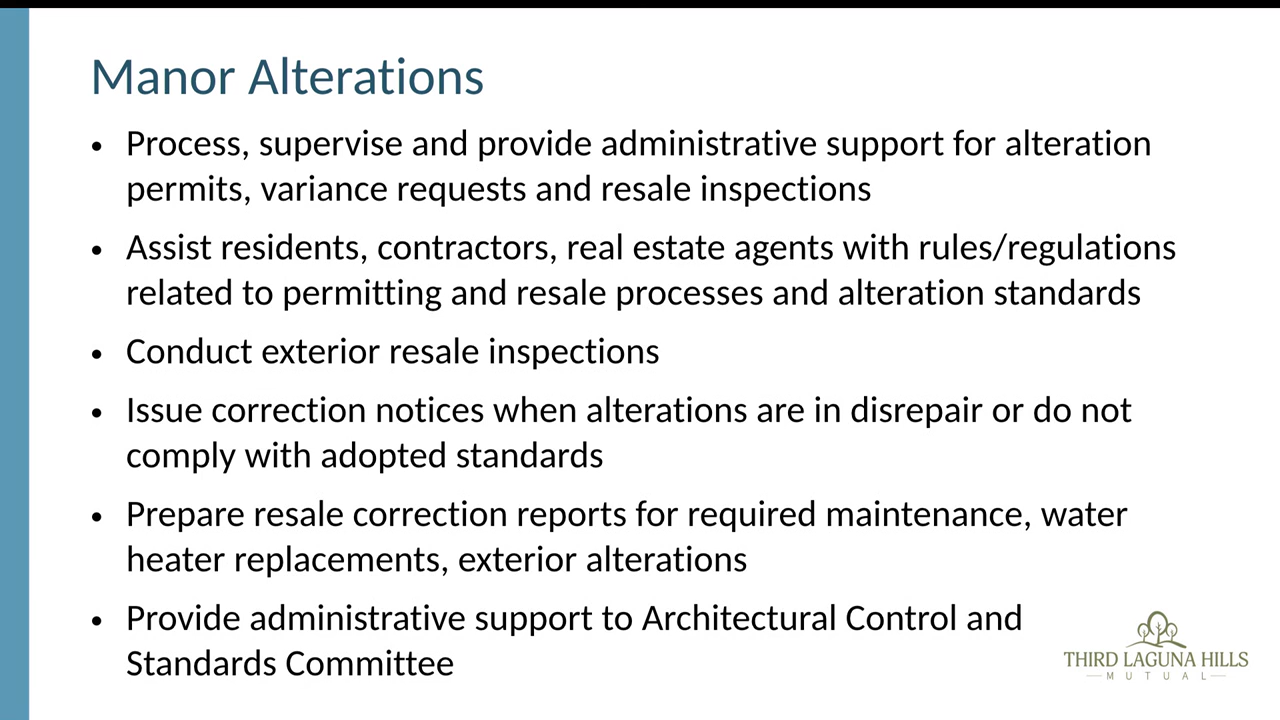 Manor Alterations
• Process, supervise and provide administrative support for alteration
permits, variance requests and resale inspections
• Assist residents, contractors, real estate agents with rules/regulations
related to permitting and resale processes and alteration standards
• Conduct exterior resale inspections
• Issue correction notices when alterations are in disrepair or do not
comply with adopted standards
• Prepare resale correction reports for required maintenance, water
heater replacements, exterior alterations
• Provide administrative support to Architectural Control and
Standards Committee
THIRD LAGUNA HILLS
MUTUAL